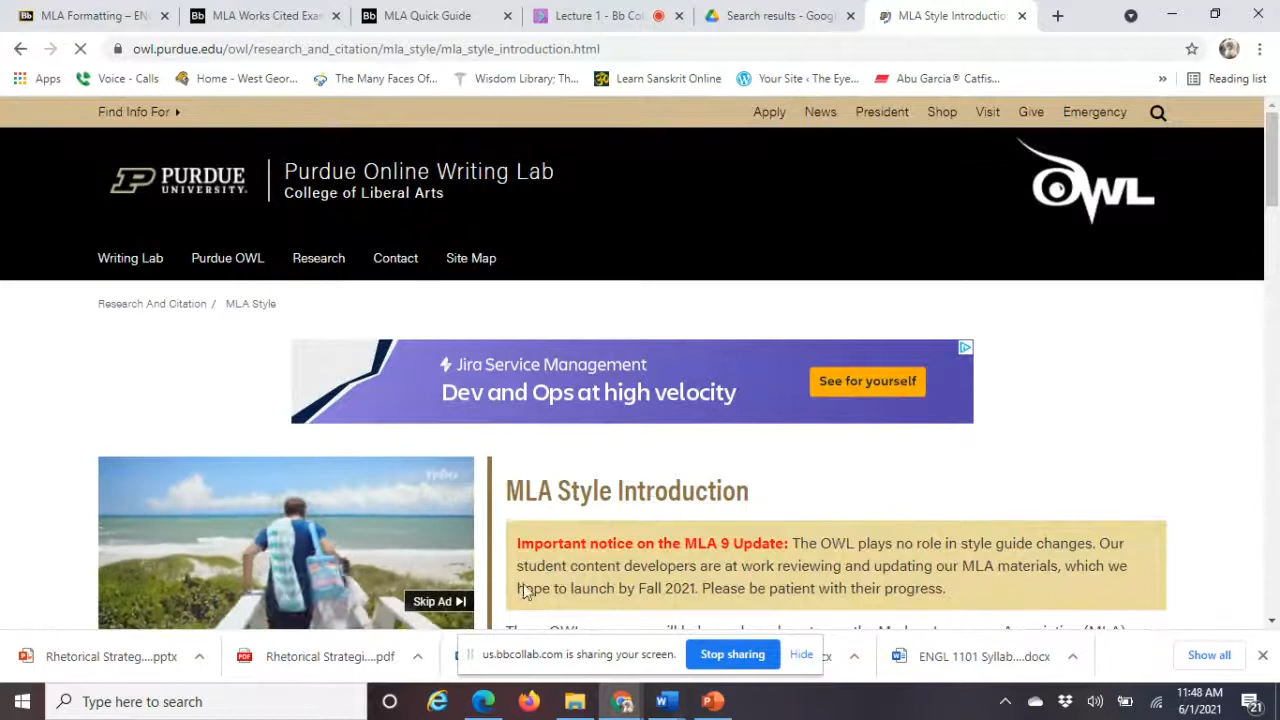 MLA Formatting – EN
MLA Works Cited Exa
MLA Quick Guide
Lecture 1 - Bb Co
Search results - Goog
MLA Style Introductio
owl.purdue.edu/owl/research_and_citation/mla_style/mla_style_introduction.html
Apps
Voice - Calls
Home - West Geor...
The Many Faces Of...
Wisdom Library; Th...
Learn Sanskrit Onlin...
Your Site ‹ The Eye...
Abu Garcia® Catfis...
»
Reading list
Find Info For
Apply
News
President
Shop
Visit
Give
Emergency
PURDUE
UNIVERSITY.
Purdue Online Writing Lab
College of Liberal Arts
OWL
Writing Lab
Purdue OWL
Research
Contact
Site Map
Research And Citation /
MLA Style
Jira Service Management
Dev and Ops at high velocity
See for yourself
Skip Ad
MLA Style Introduction
Important notice on the MLA 9 Update: The OWL plays no role in style guide changes. Our
student content developers are at work reviewing and updating our MLA materials, which we
hope to launch by Fall 2021. Please be patient with their progress.
Rhetorical Strateg....pptx
Rhetorical Strategi....pdf
us.bbcollab.com is sharing your screen.
Stop sharing
Hide
cx
ENGL 1101 Syllab....docx
Show all
Type here to search
11:48 AM
6/1/2021
21